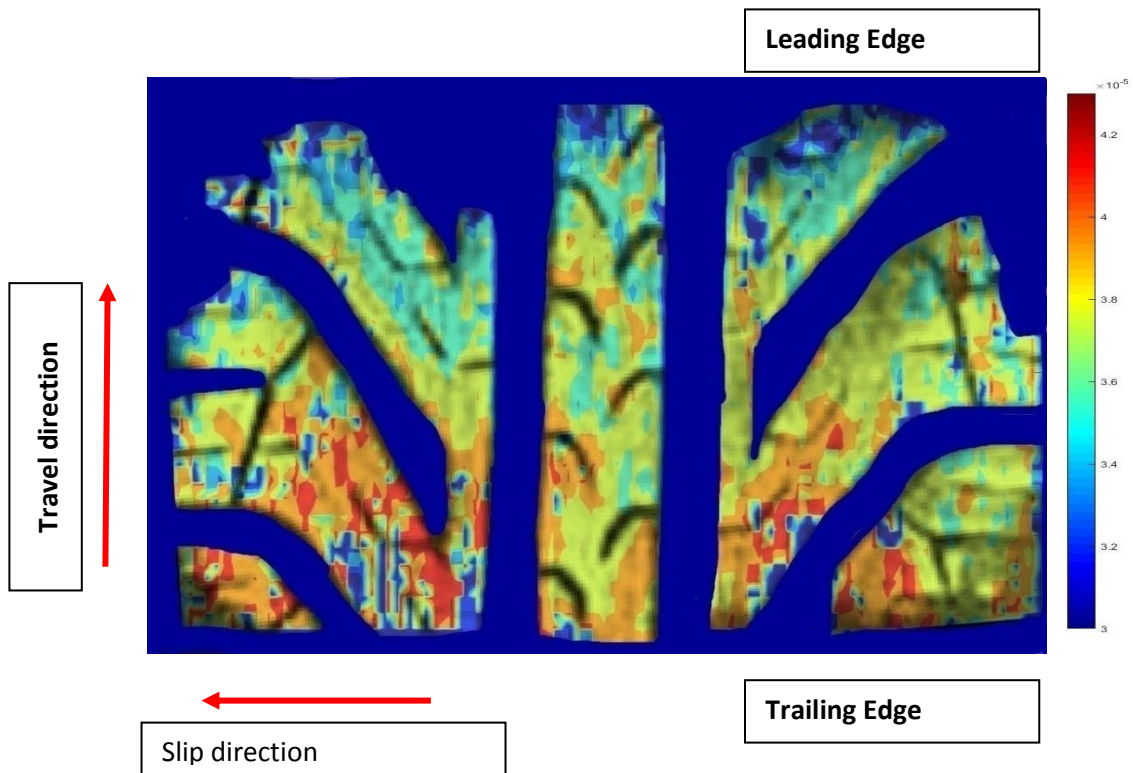 Leading Edge
×10⁻⁵
4.2
4
3.8
3.6
3.4
3.2
3
Travel direction
Trailing Edge
Slip direction